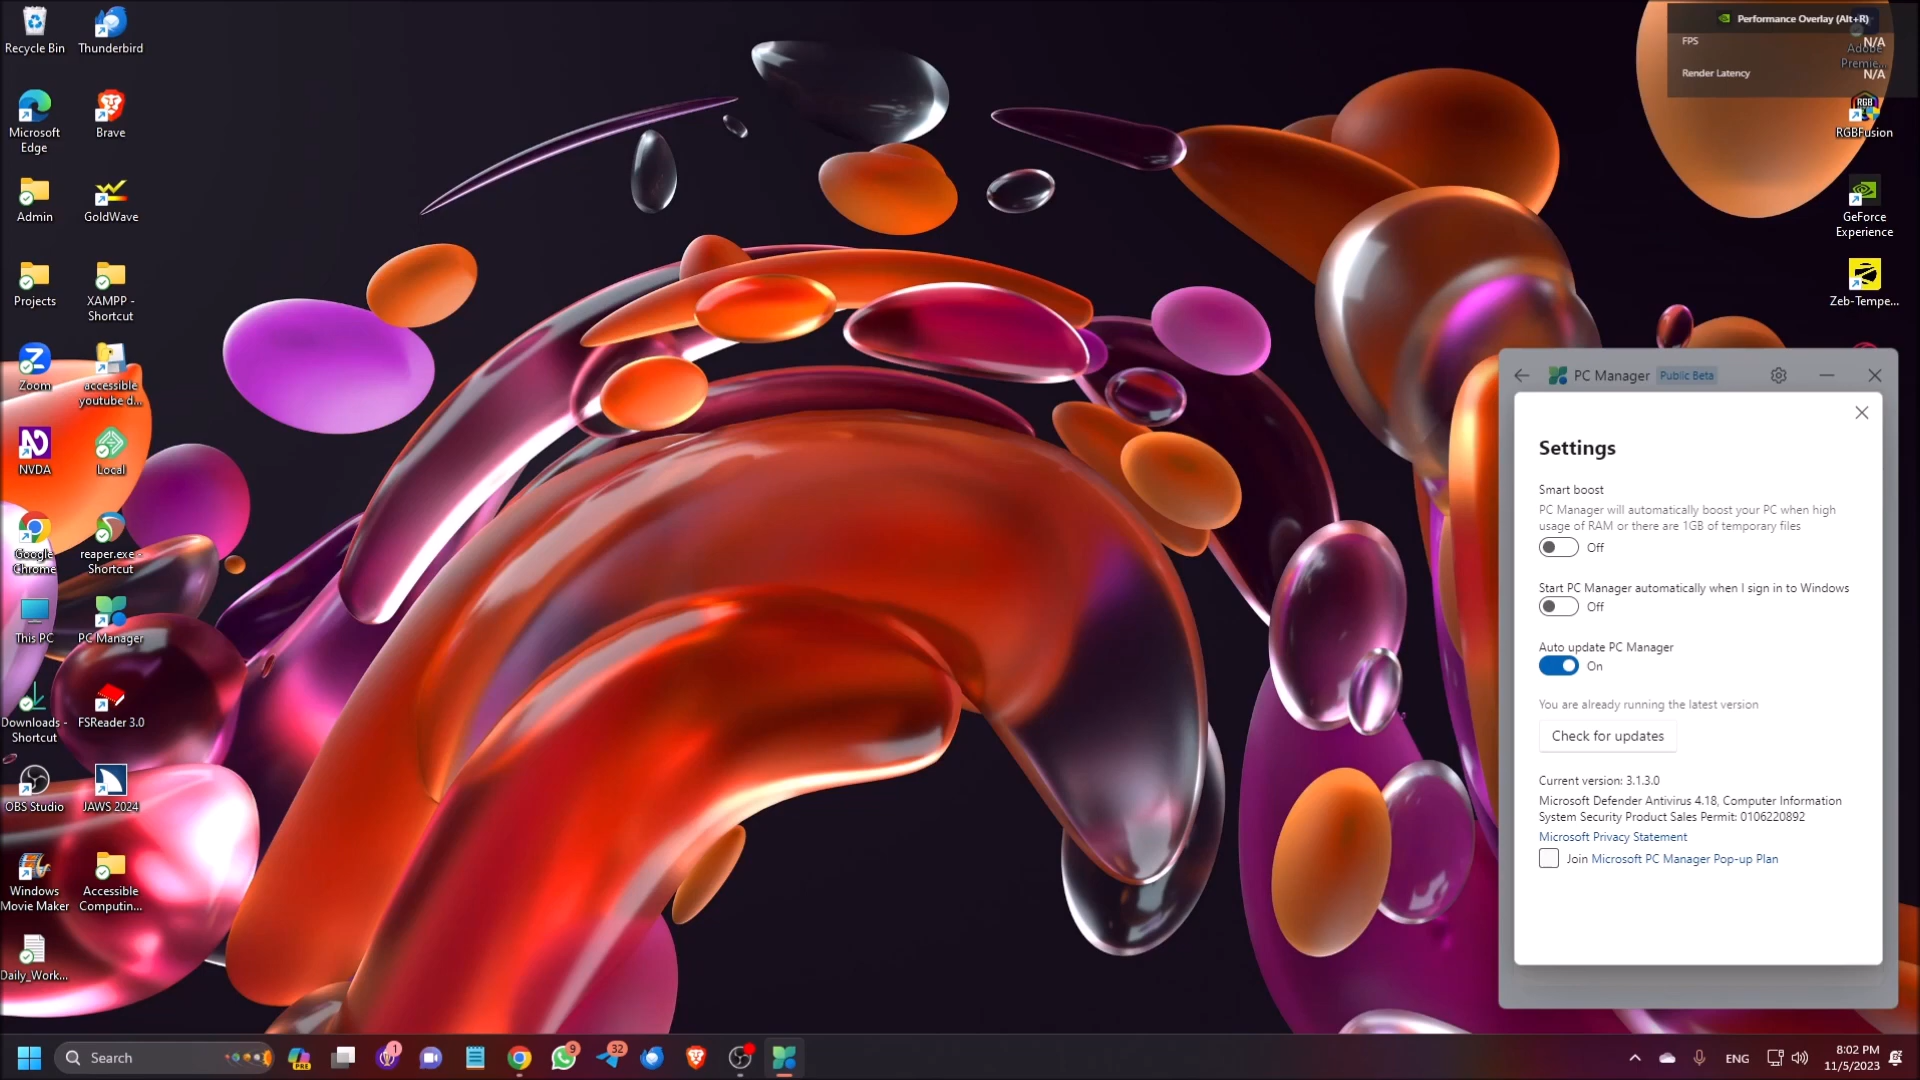 Recycle Bin
Thunderbird
Microsoft
Edge
Brave
Admin
GoldWave
Projects
XAMPP -
Shortcut
Zoom
accessible
youtube d...
NVDA
Local
Google
Chrome
reaper.exe -
Shortcut
This PC
PC Manager
Downloads -
Shortcut
FSReader 3.0
OBS Studio
JAWS 2024
Windows
Movie Maker
Accessible
Computin...
Daily_Work...
Performance Overlay (Alt+R)
FPS
N/A
Render Latency
N/A
Adobe
Premie...
RGB
RGBFusion
GeForce
Experience
Zeb-Tempe...
PC Manager
Public Beta
Settings
Smart boost
PC Manager will automatically boost your PC when high
usage of RAM or there are 1GB of temporary files
Off
Start PC Manager automatically when I sign in to Windows
Off
Auto update PC Manager
On
You are already running the latest version
Check for updates
Current version: 3.1.3.0
Microsoft Defender Antivirus 4.18, Computer Information
System Security Product Sales Permit: 0106220892
Microsoft Privacy Statement
Join Microsoft PC Manager Pop-up Plan
Search
PRE
1
9
32
ENG
8:02 PM
11/5/2023